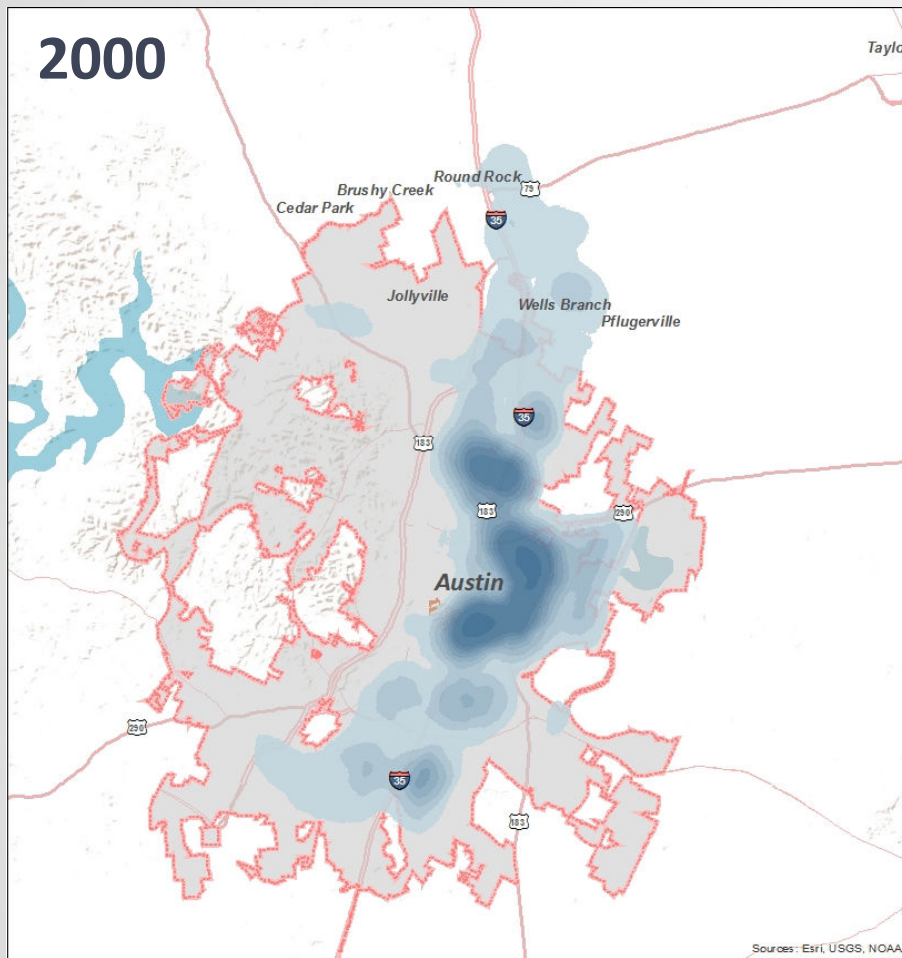 2000
Taylo
Round Rock
79
Brushy Creek
Cedar Park
35
Jollyville
Wells Branch
Pflugerville
35
183
183
290
Austin
290
35
183
Sources: Esri, USGS, NOAA